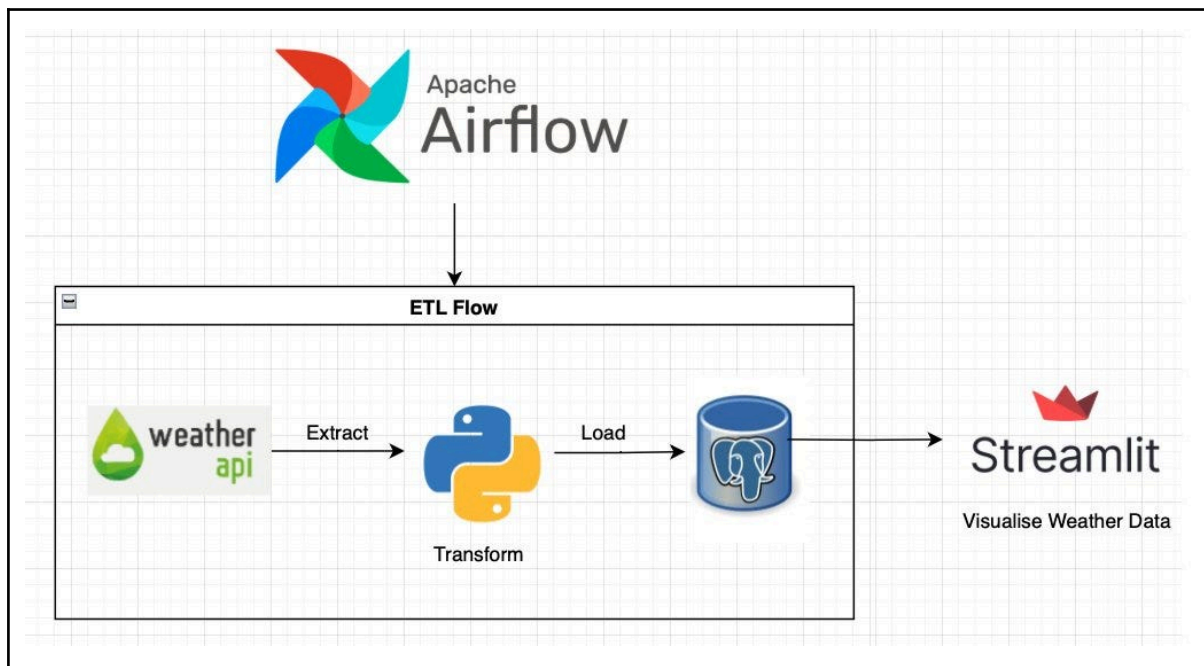 Apache
Airflow
ETL Flow
weather
api
Extract
Load
Transform
Streamlit
Visualise Weather Data